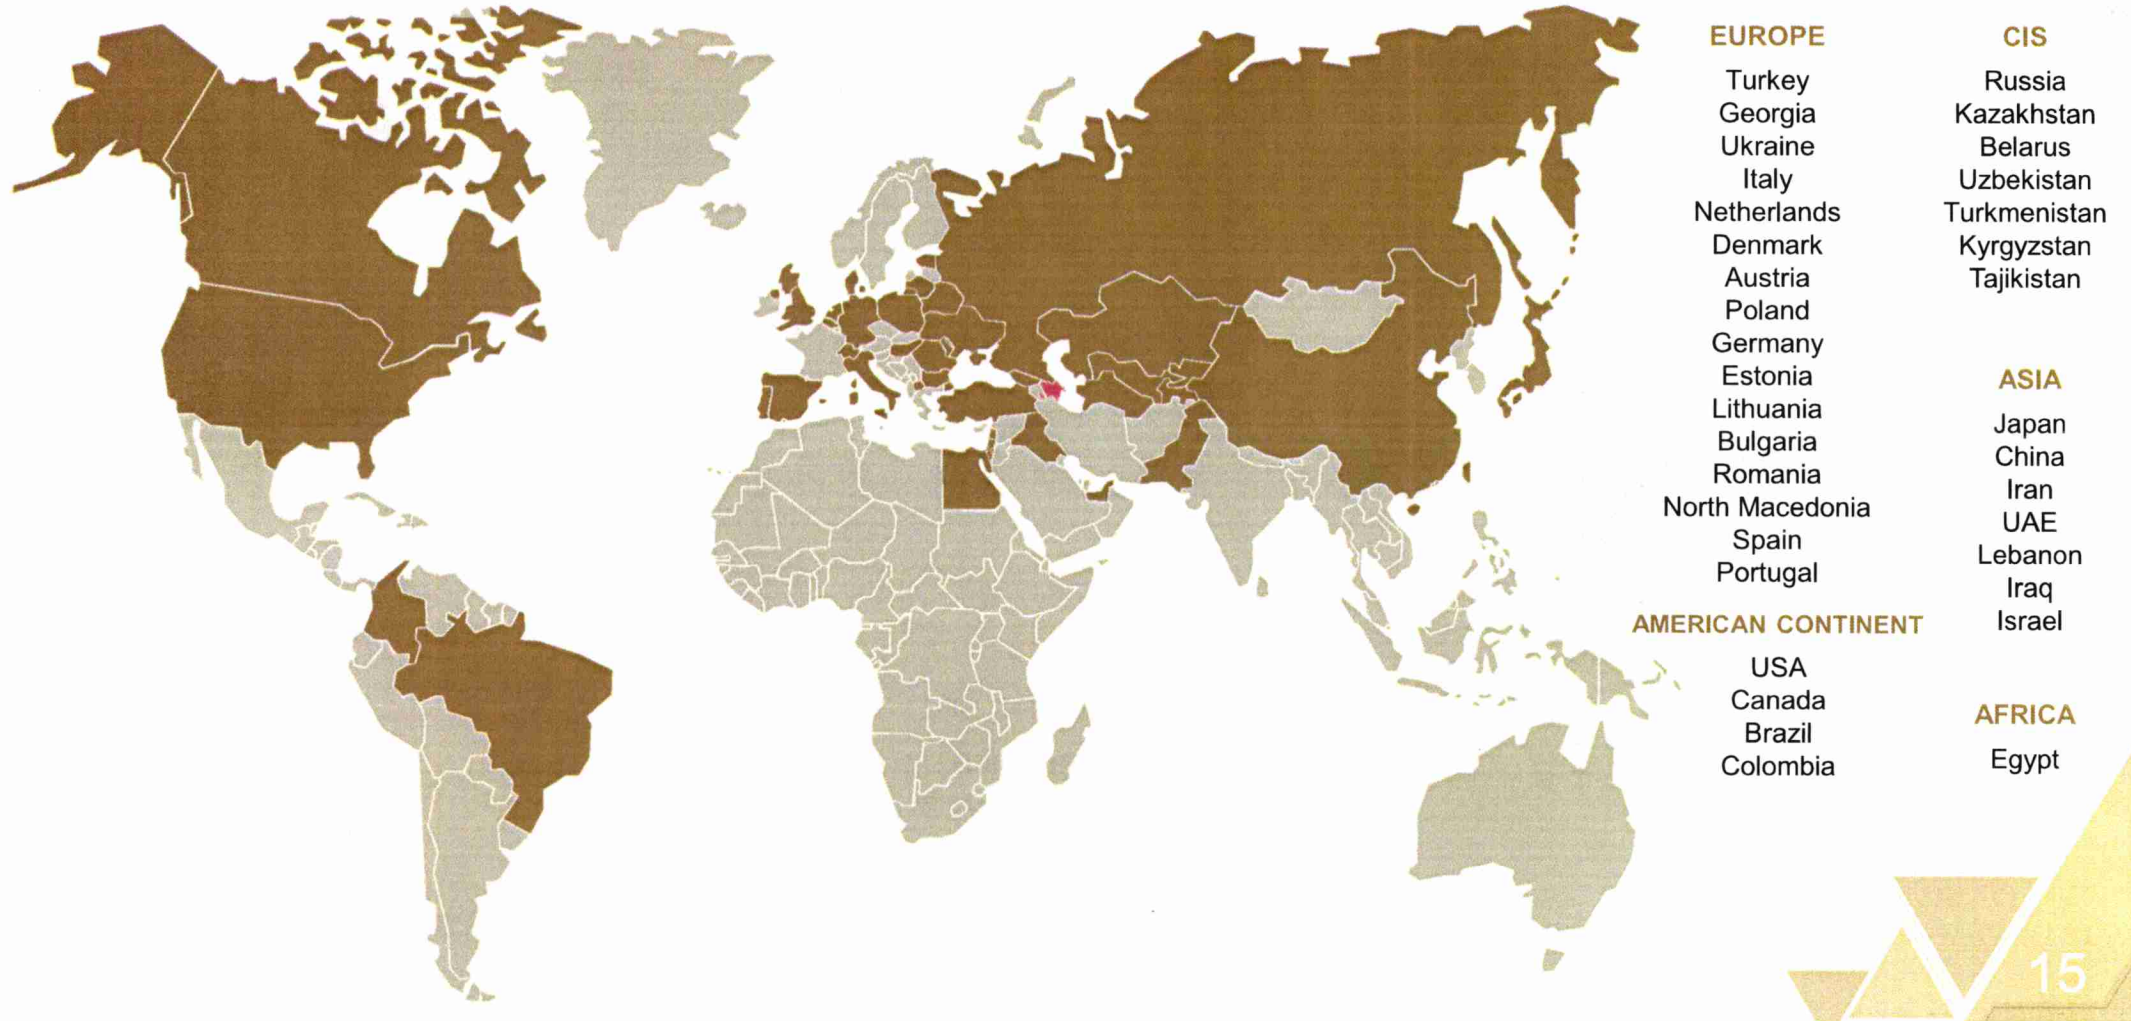 EUROPE
Turkey
Georgia
Ukraine
Italy
Netherlands
Denmark
Austria
Poland
Germany
Estonia
Lithuania
Bulgaria
Romania
North Macedonia
Spain
Portugal
AMERICAN CONTINENT
USA
Canada
Brazil
Colombia
CIS
Russia
Kazakhstan
Belarus
Uzbekistan
Turkmenistan
Kyrgyzstan
Tajikistan
ASIA
Japan
China
Iran
UAE
Lebanon
Iraq
Israel
AFRICA
Egypt
15